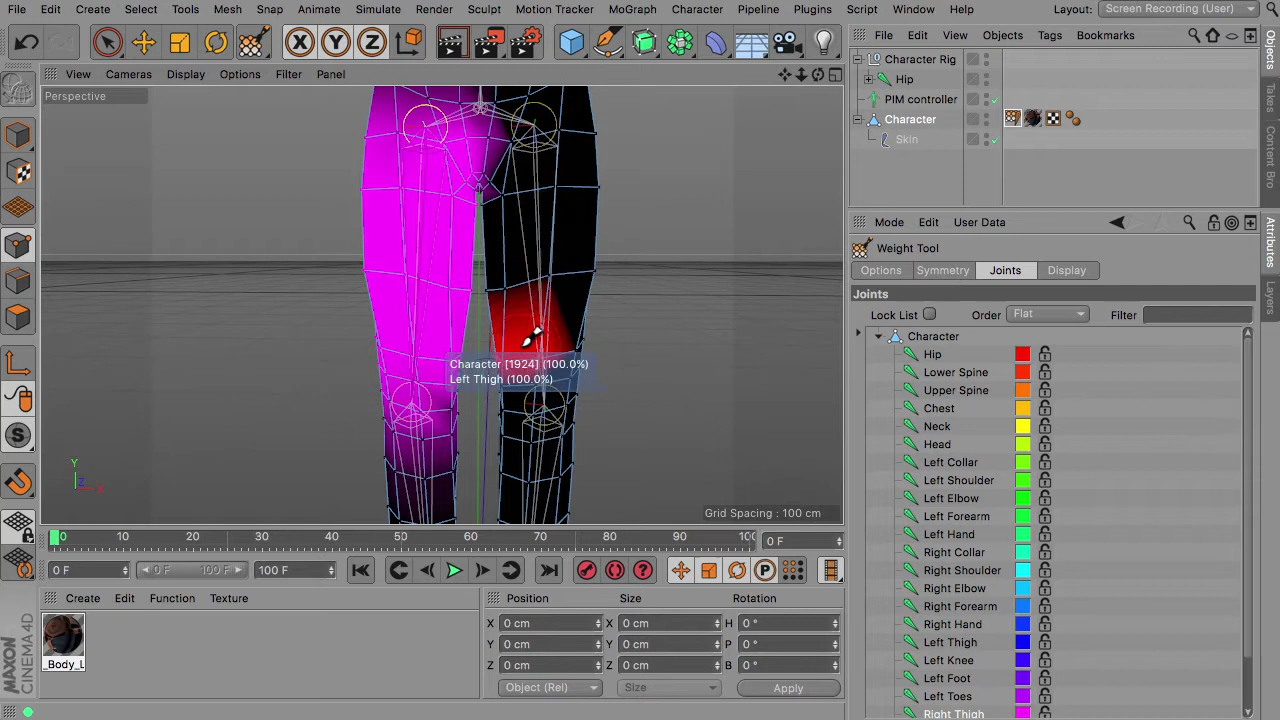 File Edit Create Select Tools Mesh Snap Animate Simulate Render Sculpt Motion Tracker MoGraph Character Pipeline Plugins Script Window Help
Layout: Screen Recording (User)
X Y Z
File Edit View Objects Tags Bookmarks
Character Rig
Hip
PIM controller
Character
Skin
View Cameras Display Options Filter Panel
Perspective
Character [1924] (100.0%)
Left Thigh (100.0%)
Y
Z
X
Grid Spacing : 100 cm
S
Mode Edit User Data
Weight Tool
Options Symmetry Joints Display
Joints
Lock List Order Flat Filter
Character
Hip
Lower Spine
Upper Spine
Chest
Neck
Head
Left Collar
Left Shoulder
Left Elbow
Left Forearm
Left Hand
Right Collar
Right Shoulder
Right Elbow
Right Forearm
Right Hand
Left Thigh
Left Knee
Left Foot
Left Toes
Right Thigh
Objects
Takes
Content Bro
Attributes
Layers
0 10 20 30 40 50 60 70 80 90 100
0 F
0 F 0 F 100 F 100 F
P
Create Edit Function Texture
_Body_L
Position Size Rotation
X 0 cm X 0 cm H 0 °
Y 0 cm Y 0 cm P 0 °
Z 0 cm Z 0 cm B 0 °
Object (Rel) Size Apply
MAXON
CINEMA 4D